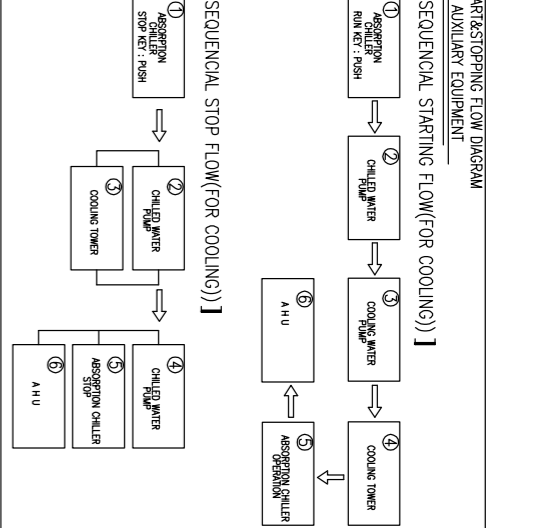 ART&STOPPING FLOW DIAGRAM
AUXILIARY EQUIPMENT
SEQUENCIAL STARTING FLOW(FOR COOLING)) ]
①
ABSORPTION
CHILLER
RUN KEY : PUSH
②
CHILLED WATER
PUMP
③
COOLING WATER
PUMP
④
COOLING TOWER
⑤
ABSORPTION CHILLER
OPERATION
⑥
A H U
SEQUENCIAL STOP FLOW(FOR COOLING)) ]
①
ABSORPTION
CHILLER
STOP KEY : PUSH
②
CHILLED WATER
PUMP
③
COOLING TOWER
④
CHILLED WATER
PUMP
⑤
ABSORPTION CHILLER
STOP
⑥
A H U